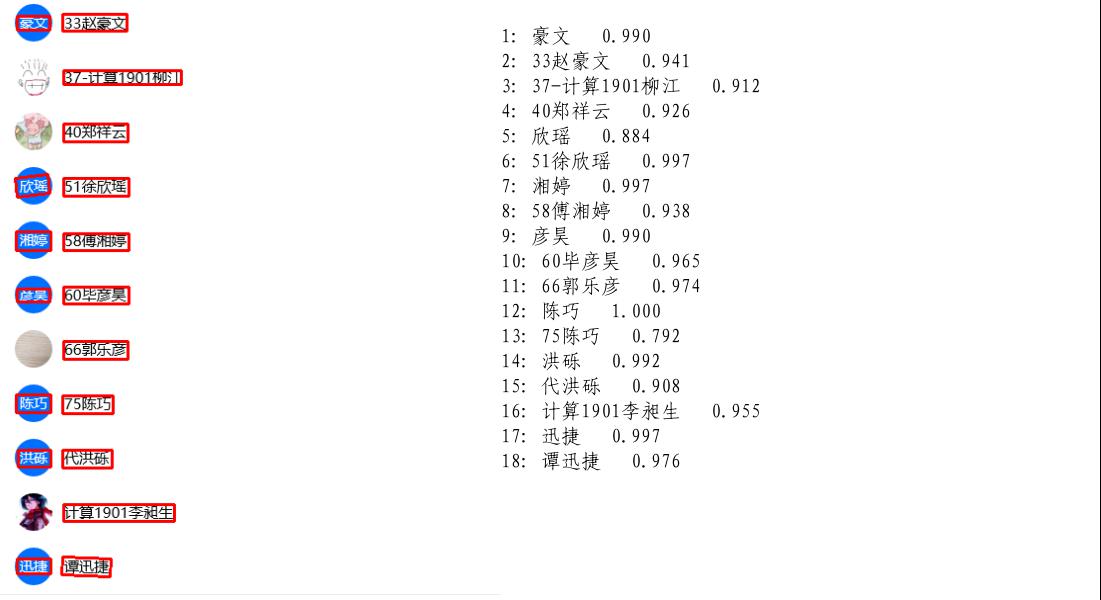 豪文 33赵豪文
37-计算1901柳江
40郑祥云
欣瑶 51徐欣瑶
湘婷 58傅湘婷
彦昊 60毕彦昊
66郭乐彦
陈巧 75陈巧
洪砾 代洪砾
计算1901李昶生
迅捷 谭迅捷
1: 豪文 0.990
2: 33赵豪文 0.941
3: 37-计算1901柳江 0.912
4: 40郑祥云 0.926
5: 欣瑶 0.884
6: 51徐欣瑶 0.997
7: 湘婷 0.997
8: 58傅湘婷 0.938
9: 彦昊 0.990
10: 60毕彦昊 0.965
11: 66郭乐彦 0.974
12: 陈巧 1.000
13: 75陈巧 0.792
14: 洪砾 0.992
15: 代洪砾 0.908
16: 计算1901李昶生 0.955
17: 迅捷 0.997
18: 谭迅捷 0.976